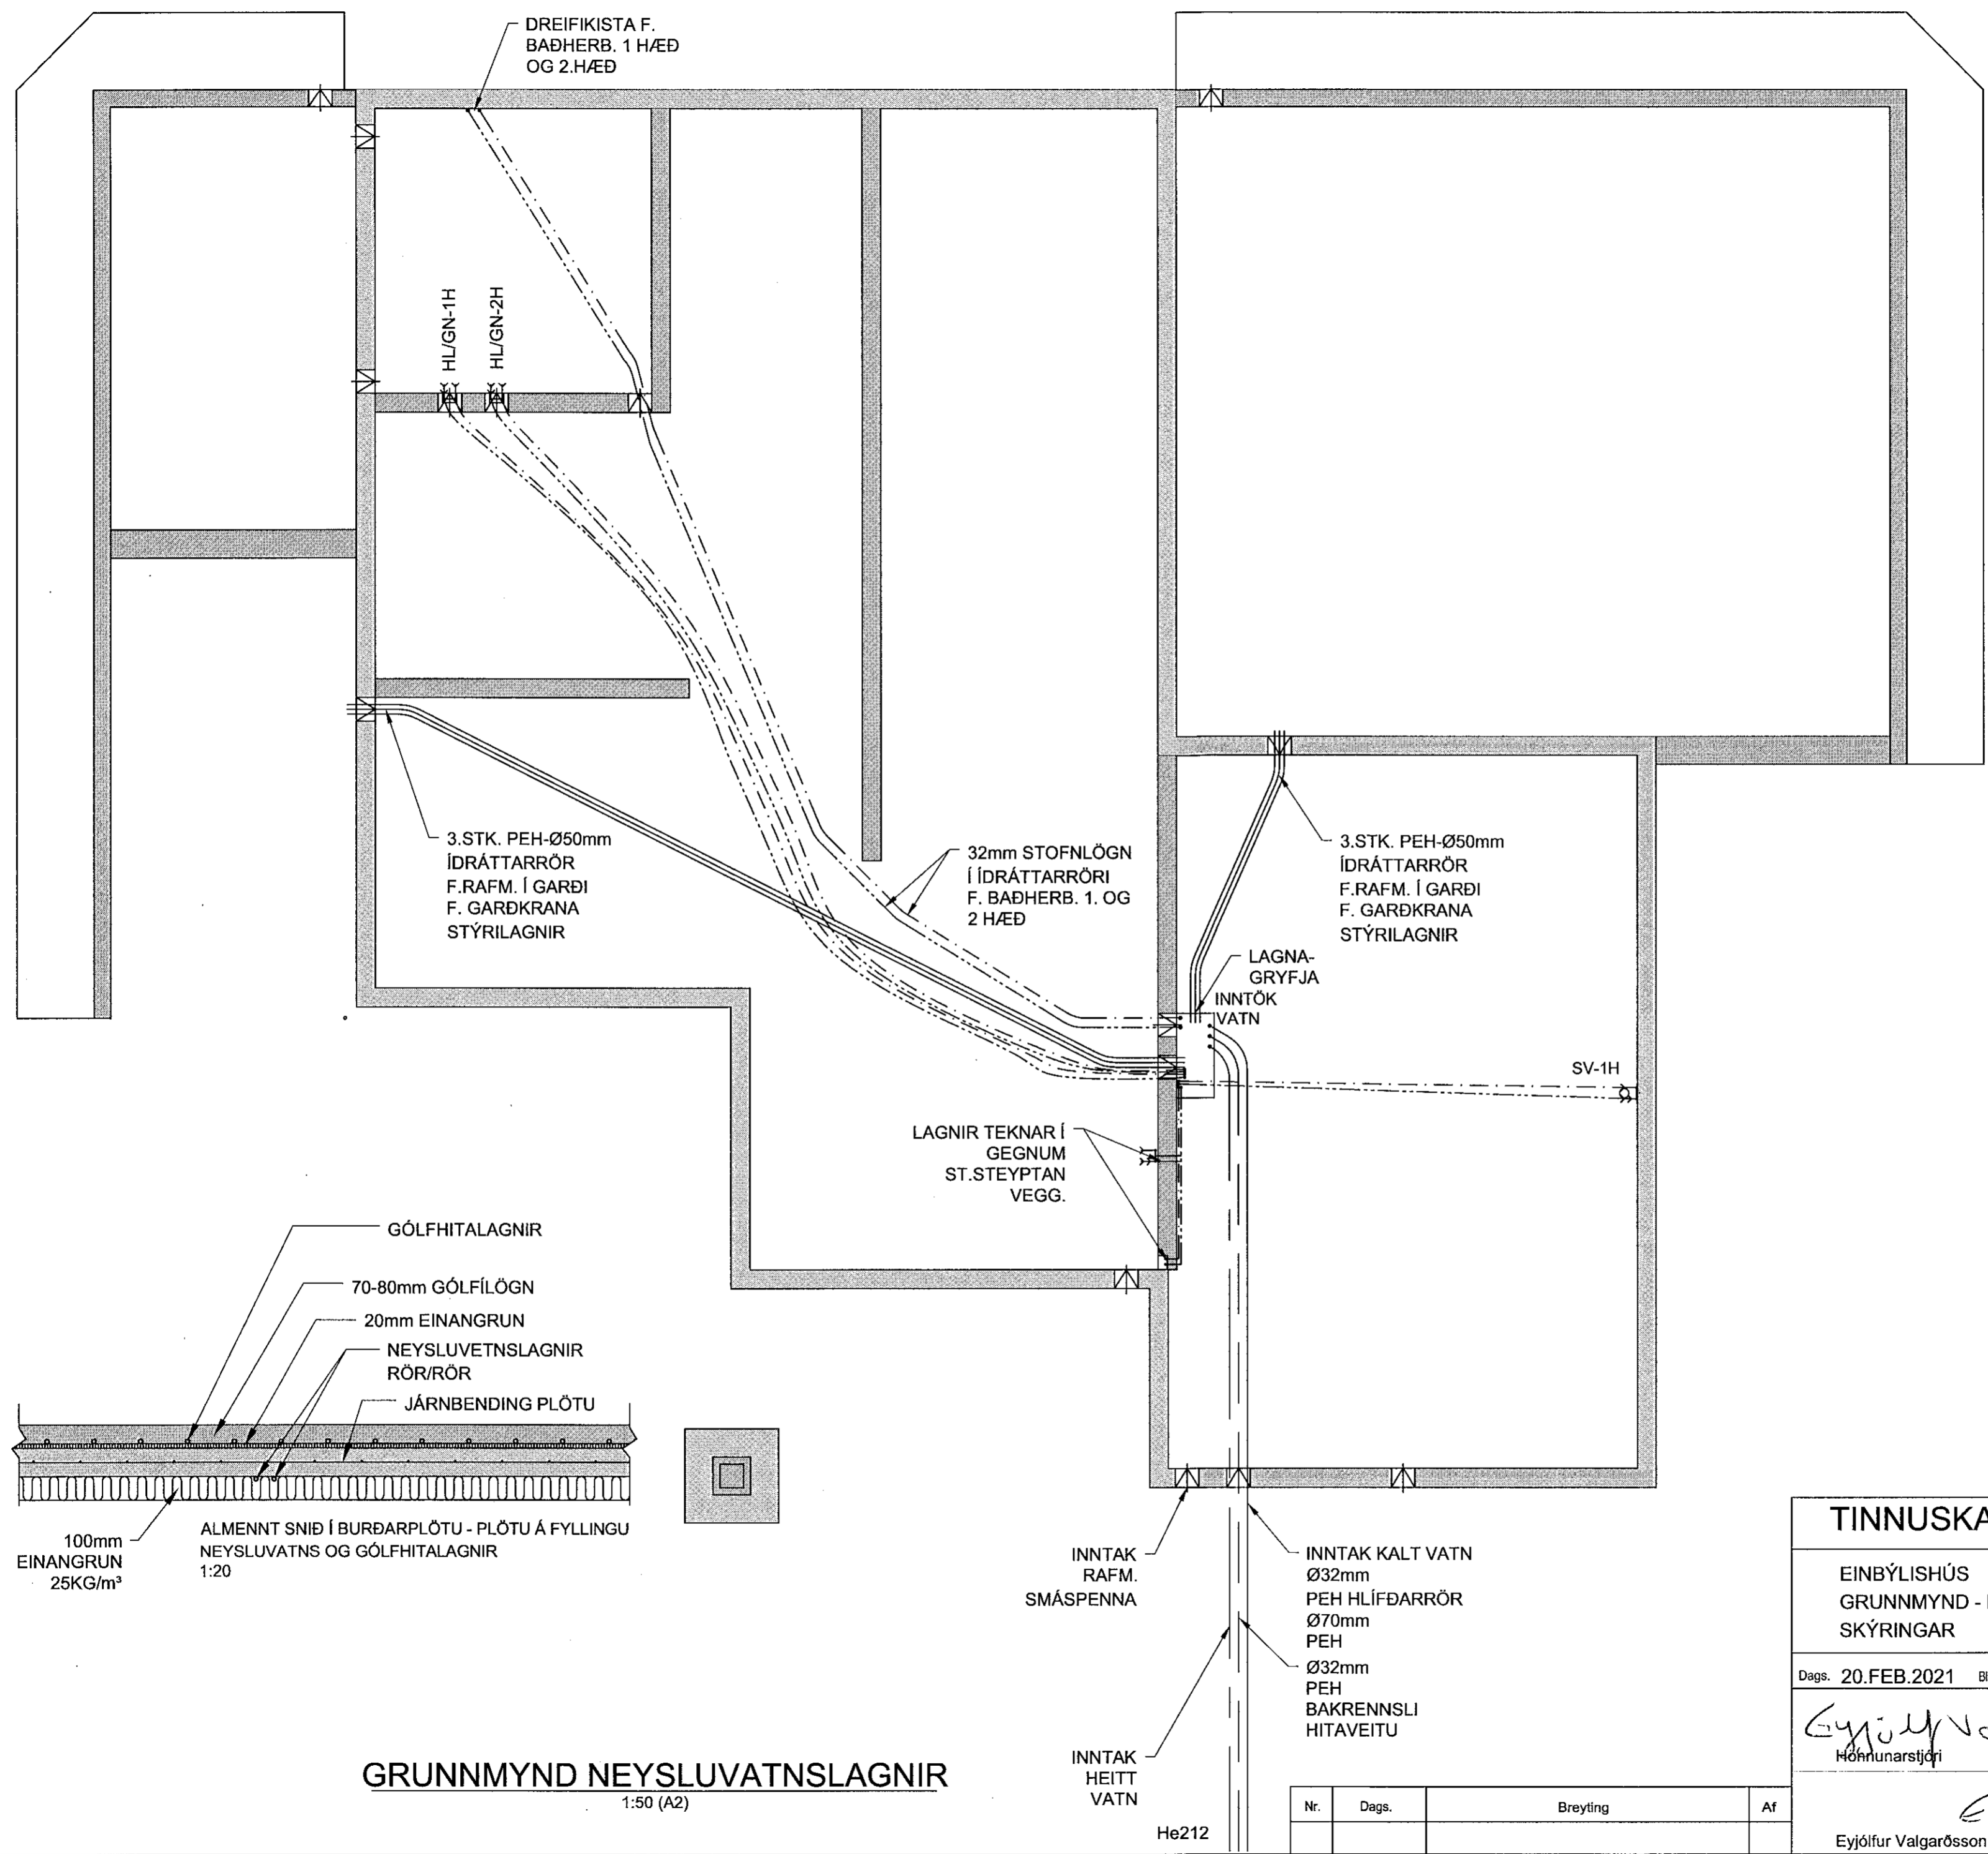 DREIFIKISTA F.
BAÐHERB. 1 HÆÐ
OG 2.HÆÐ
HL/GN-1H
HL/GN-2H
3.STK. PEH-Ø50mm
ÍDRÁTTARRÖR
F.RAFM. Í GARÐI
F. GARÐKRANA
STÝRILAGNIR
32mm STOFNLÖGN
Í ÍDRÁTTARRÖRI
F. BAÐHERB. 1. OG
2 HÆÐ
3.STK. PEH-Ø50mm
ÍDRÁTTARRÖR
F.RAFM. Í GARÐI
F. GARÐKRANA
STÝRILAGNIR
LAGNA-
GRYFJA
INNTÖK
VATN
SV-1H
LAGNIR TEKNAR Í
GEGNUM
ST.STEYPTAN
VEGG.
GÓLFHITALAGNIR
70-80mm GÓLFÍLÖGN
20mm EINANGRUN
NEYSLUVETNSLAGNIR
RÖR/RÖR
JÁRNBENDING PLÖTU
100mm
EINANGRUN
25KG/m³
ALMENNT SNIÐ Í BURÐARPLÖTU - PLÖTU Á FYLLINGU
NEYSLUVATNS OG GÓLFHITALAGNIR
1:20
INNTAK
RAFM.
SMÁSPENNA
INNTAK KALT VATN
Ø32mm
PEH HLÍFÐARRÖR
Ø70mm
PEH
Ø32mm
PEH
BAKRENNSLI
HITAVEITU
INNTAK
HEITT
VATN
GRUNNMYND NEYSLUVATNSLAGNIR
1:50 (A2)
He212
Nr. Dags. Breyting Af
TINNUSKA
EINBÝLISHÚS
GRUNNMYND -
SKÝRINGAR
Dags. 20.FEB.2021 Bl
Hönnunarstjóri
Eyjólfur Valgarðsson